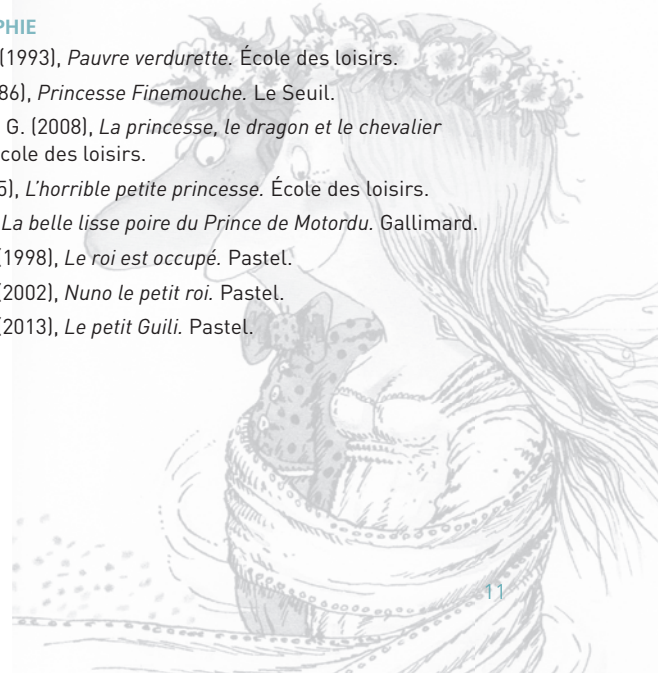 PHIE
(1993), Pauvre verdurette. École des loisirs.
86), Princesse Finemouche. Le Seuil.
G. (2008), La princesse, le dragon et le chevalier
cole des loisirs.
5), L'horrible petite princesse. École des loisirs.
La belle lisse poire du Prince de Motordu. Gallimard.
(1998), Le roi est occupé. Pastel.
(2002), Nuno le petit roi. Pastel.
(2013), Le petit Guili. Pastel.
11